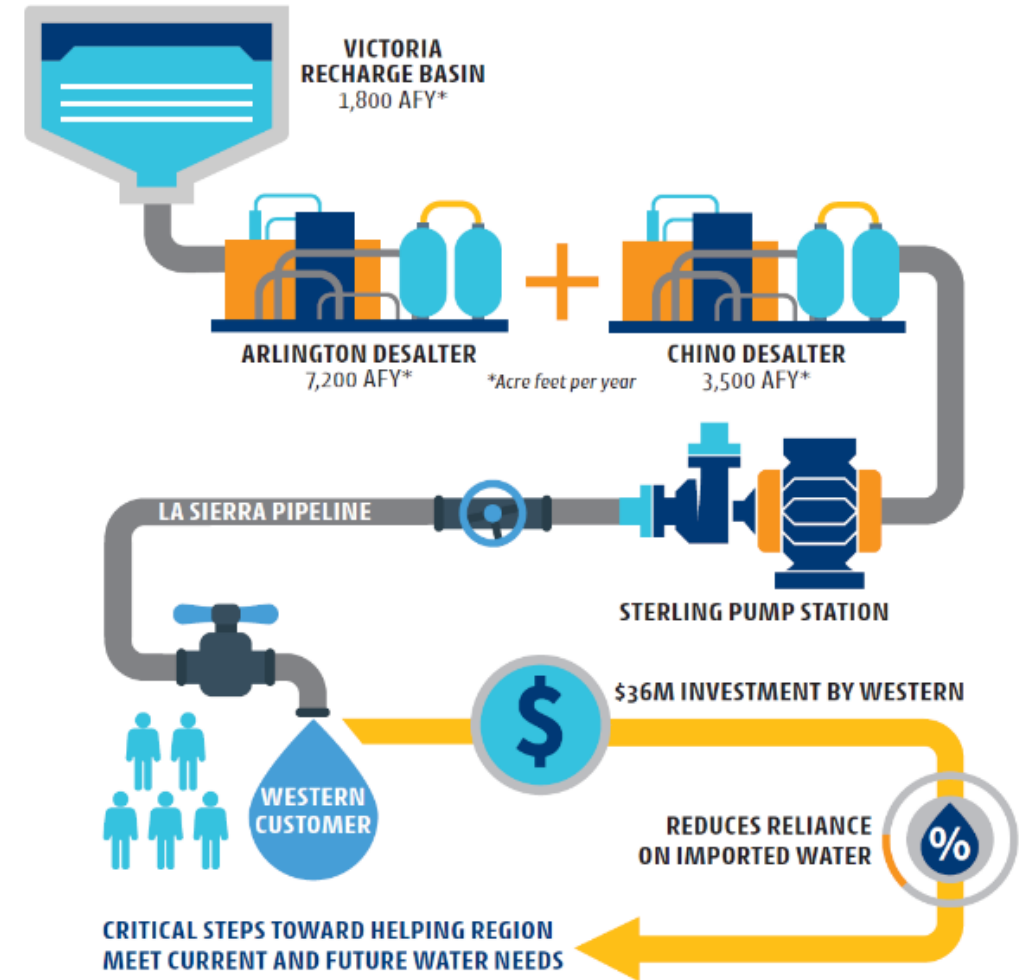 VICTORIA
RECHARGE BASIN
1,800 AFY*
ARLINGTON DESALTER
7,200 AFY*
*Acre feet per year
CHINO DESALTER
3,500 AFY*
LA SIERRA PIPELINE
STERLING PUMP STATION
$
$36M INVESTMENT BY WESTERN
WESTERN
CUSTOMER
REDUCES RELIANCE
ON IMPORTED WATER
%
CRITICAL STEPS TOWARD HELPING REGION
MEET CURRENT AND FUTURE WATER NEEDS